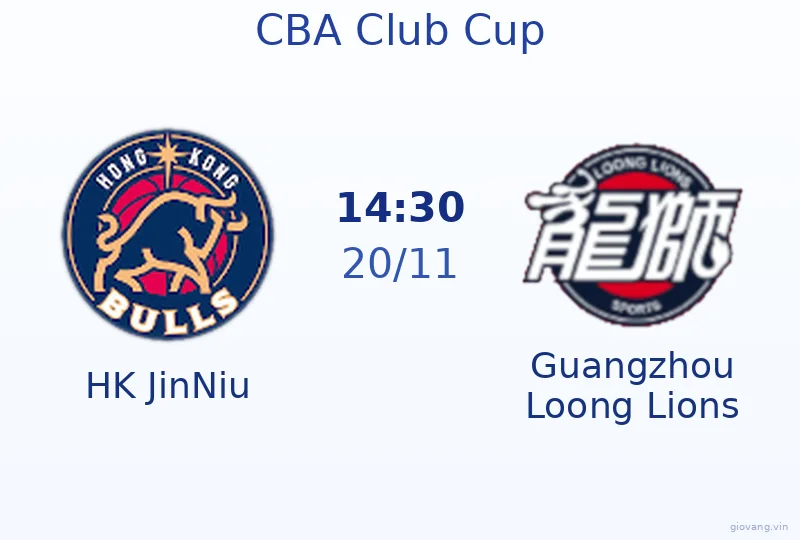 CBA Club Cup
HONG KONG
BULLS
HK JinNiu
14:30
20/11
LOONG LIONS
龍獅
SPORTS
Guangzhou
Loong Lions
giovang.vin